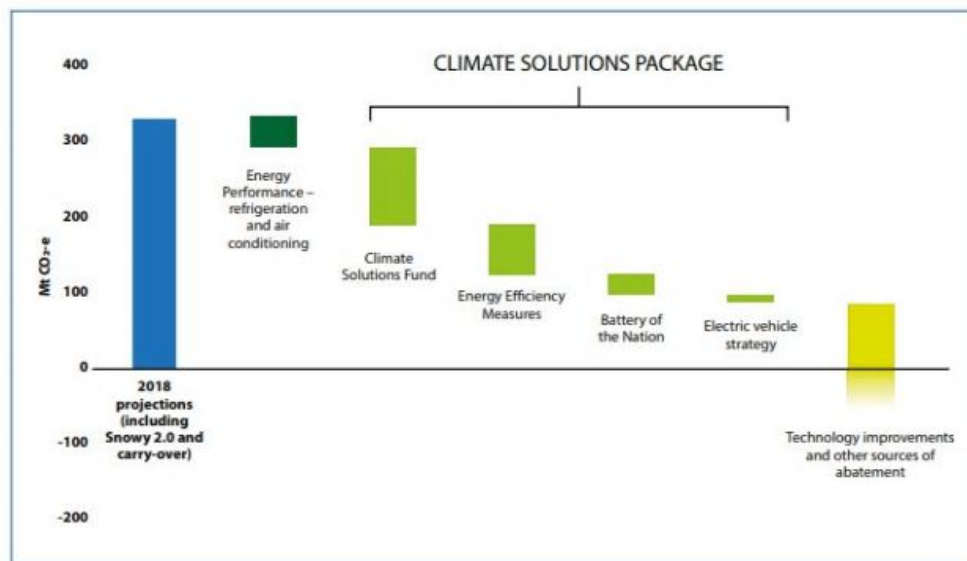 CLIMATE SOLUTIONS PACKAGE
400
300
200
100
0
-100
-200
Mt CO₂-e
2018
projections
(including
Snowy 2.0 and
carry-over)
Energy
Performance –
refrigeration
and air
conditioning
Climate
Solutions Fund
Energy Efficiency
Measures
Battery of
the Nation
Electric vehicle
strategy
Technology improvements
and other sources of
abatement